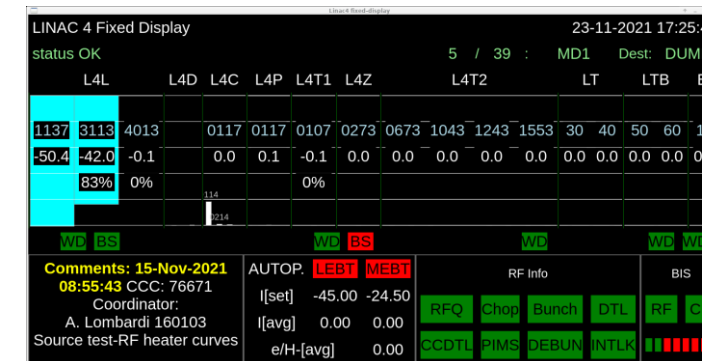 Linac4 fixed-display
LINAC 4 Fixed Display 23-11-2021 17:25:4
status OK 5 / 39 : MD1 Dest: DUM
L4L L4D L4C L4P L4T1 L4Z L4T2 LT LTB
1137 3113 4013 0117 0117 0107 0273 0673 1043 1243 1553 30 40 50 60 1
-50.4 -42.0 -0.1 0.0 0.1 -0.1 0.0 0.0 0.0 0.0 0.0 0.0 0.0 0.0 0.0 0
83% 0% 0%
114
0214
WD BS WD BS WD WD WD
Comments: 15-Nov-2021 AUTOP. LEBT MEBT RF Info BIS
08:55:43 CCC: 76671
Coordinator: I[set] -45.00 -24.50
RFQ Chop Bunch DTL RF C
A. Lombardi 160103 I[avg] 0.00 0.00
Source test-RF heater curves e/H-[avg] 0.00 CCDTL PIMS DEBUN INTLK